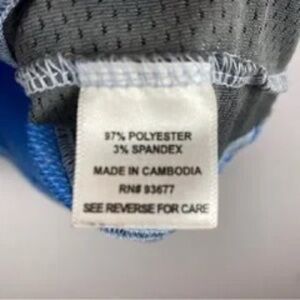 97% POLYESTER
3% SPANDEX
MADE IN CAMBODIA
RN# 93677
SEE REVERSE FOR CARE